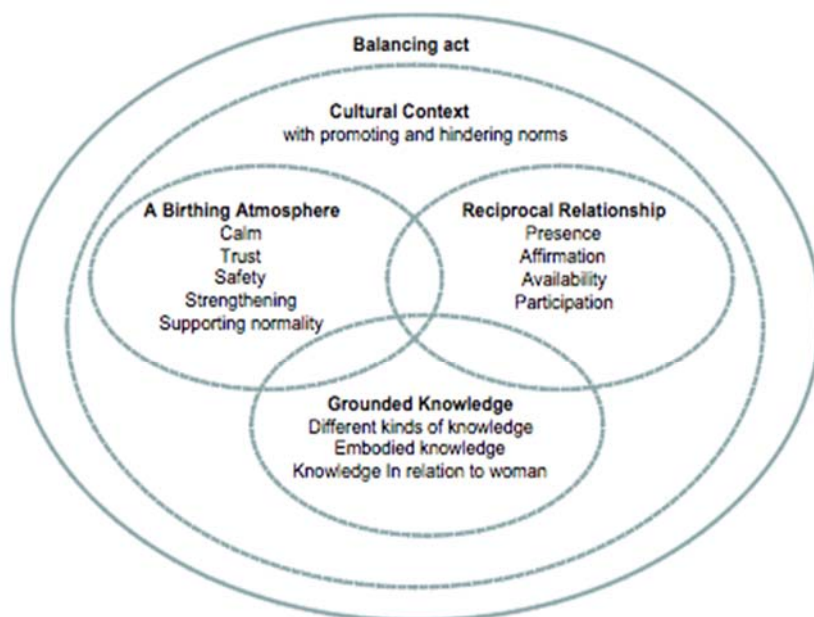 Balancing act
Cultural Context
with promoting and hindering norms
A Birthing Atmosphere
Calm
Trust
Safety
Strengthening
Supporting normality
Reciprocal Relationship
Presence
Affirmation
Availability
Participation
Grounded Knowledge
Different kinds of knowledge
Embodied knowledge
Knowledge In relation to woman